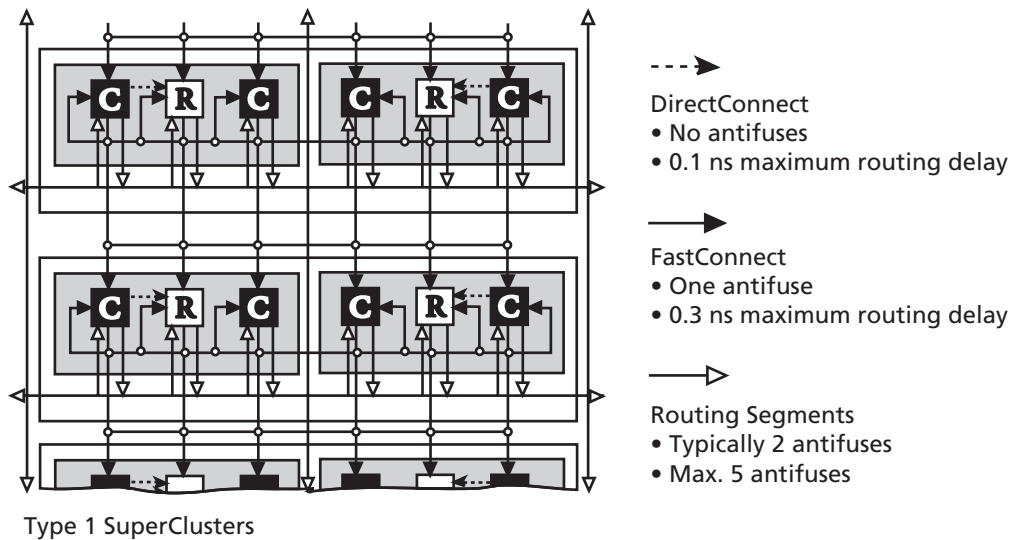 C R C C R C
C R C C R C
DirectConnect
• No antifuses
• 0.1 ns maximum routing delay
FastConnect
• One antifuse
• 0.3 ns maximum routing delay
Routing Segments
• Typically 2 antifuses
• Max. 5 antifuses
Type 1 SuperClusters